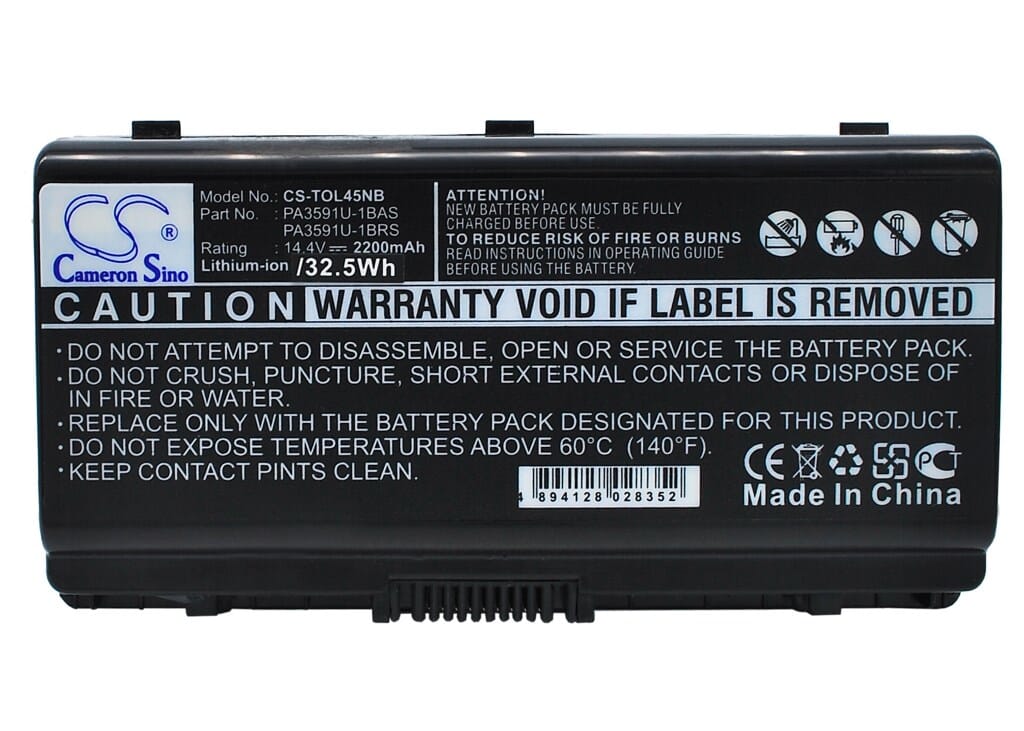 CS
®
Cameron Sino
Model No.: CS-TOL45NB
Part No. : PA3591U-1BAS
PA3591U-1BRS
Rating : 14.4V⎓ 2200mAh
Lithium-ion /32.5Wh
ATTENTION!
NEW BATTERY PACK MUST BE FULLY
CHARGED BEFORE USE.
TO REDUCE RISK OF FIRE OR BURNS
READ INSTRUCTIONS IN OPERATING GUIDE
BEFORE USING THE BATTERY.
CAUTION WARRANTY VOID IF LABEL IS REMOVED
·DO NOT ATTEMPT TO DISASSEMBLE, OPEN OR SERVICE THE BATTERY PACK.
·DO NOT CRUSH, PUNCTURE, SHORT EXTERNAL CONTACTS OR DISPOSE OF
IN FIRE OR WATER.
·REPLACE ONLY WITH THE BATTERY PACK DESIGNATED FOR THIS PRODUCT.
·DO NOT EXPOSE TEMPERATURES ABOVE 60°C (140°F).
·KEEP CONTACT PINTS CLEAN.
4 894128 028352
CE PCT
Made In China